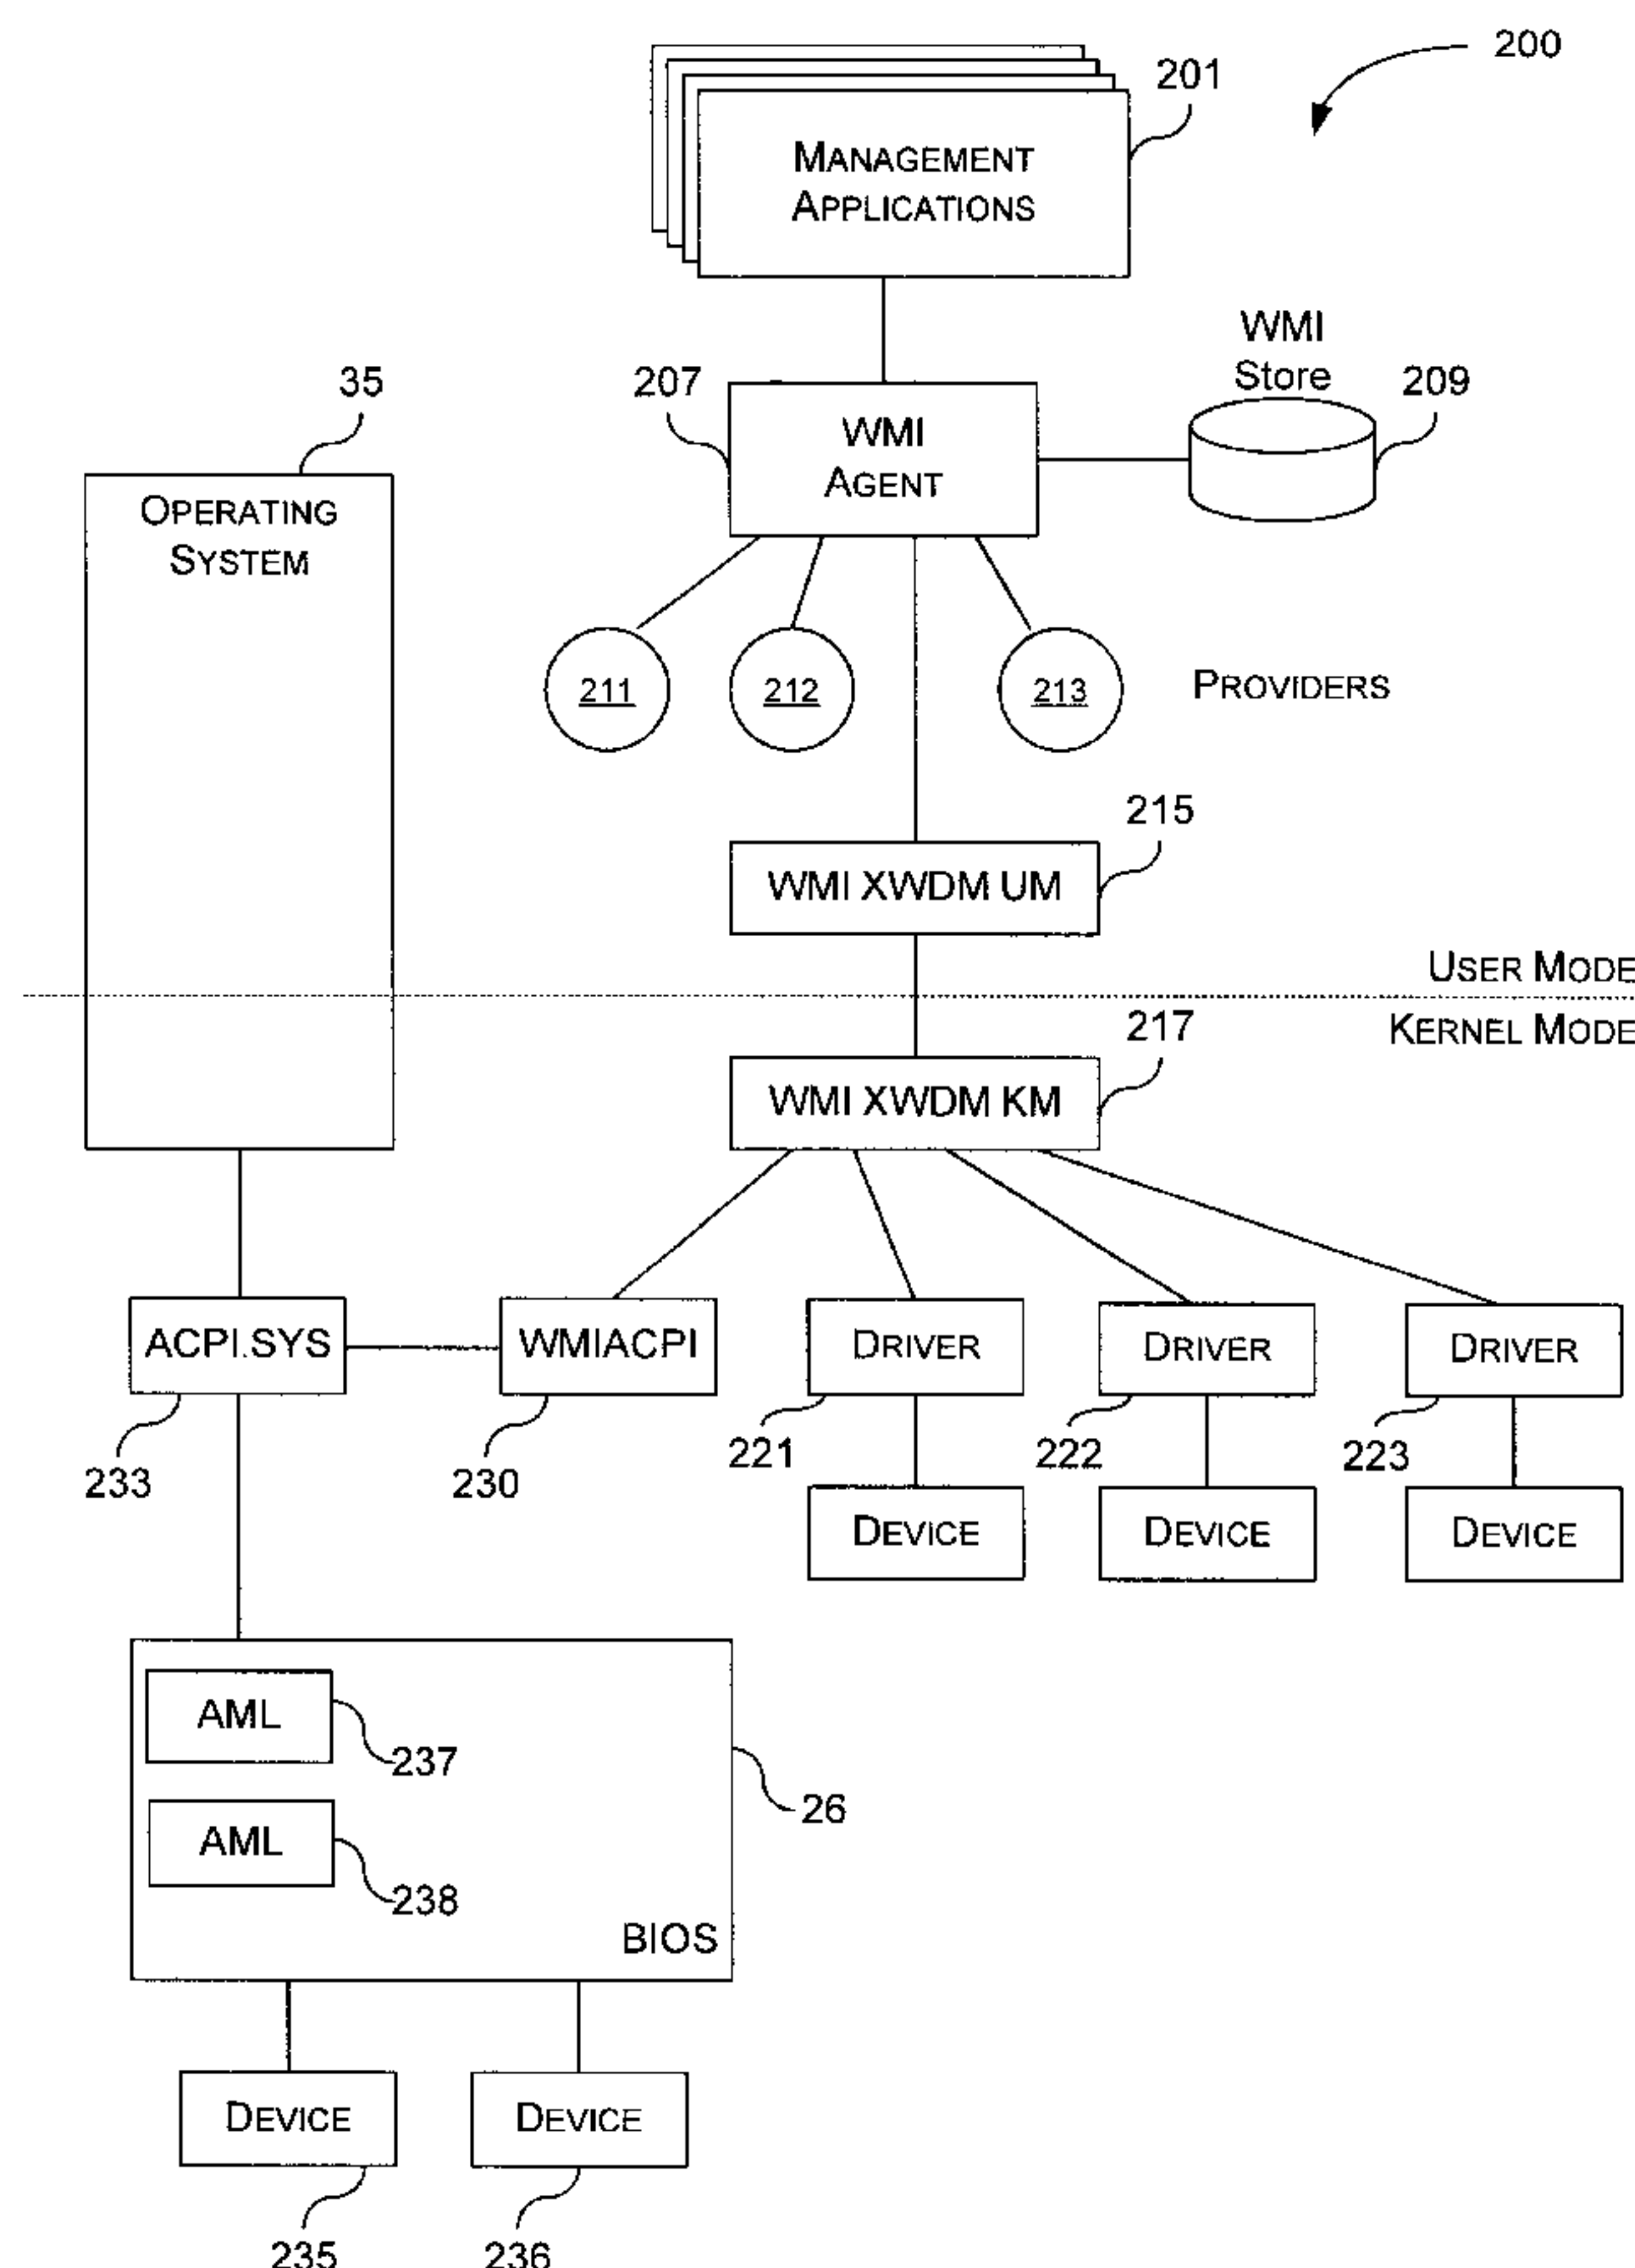 200
201
MANAGEMENT
APPLICATIONS
WMI
Store
35
207
209
WMI
AGENT
OPERATING
SYSTEM
211
212
213
PROVIDERS
215
WMI XWDM UM
USER MODE
KERNEL MODE
217
WMI XWDM KM
ACPI.SYS
WMIACPI
DRIVER
DRIVER
DRIVER
233
230
221
222
223
DEVICE
DEVICE
DEVICE
AML
237
26
AML
238
BIOS
DEVICE
DEVICE
235
236